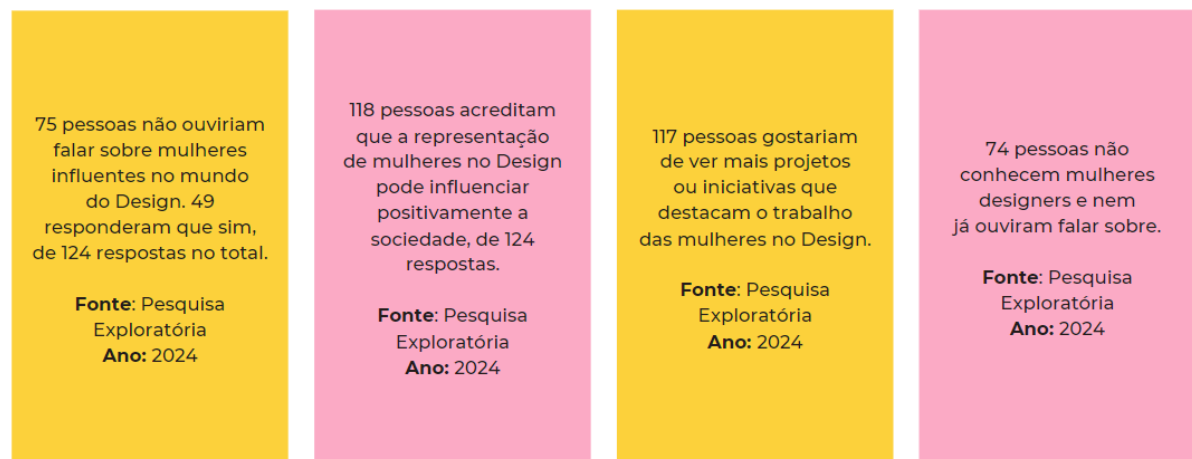 75 pessoas não ouviriam
falar sobre mulheres
influentes no mundo
do Design. 49
responderam que sim,
de 124 respostas no total.
Fonte: Pesquisa
Exploratória
Ano: 2024
118 pessoas acreditam
que a representação
de mulheres no Design
pode influenciar
positivamente a
sociedade, de 124
respostas.
Fonte: Pesquisa
Exploratória
Ano: 2024
117 pessoas gostariam
de ver mais projetos
ou iniciativas que
destacam o trabalho
das mulheres no Design.
Fonte: Pesquisa
Exploratória
Ano: 2024
74 pessoas não
conhecem mulheres
designers e nem
já ouviram falar sobre.
Fonte: Pesquisa
Exploratória
Ano: 2024